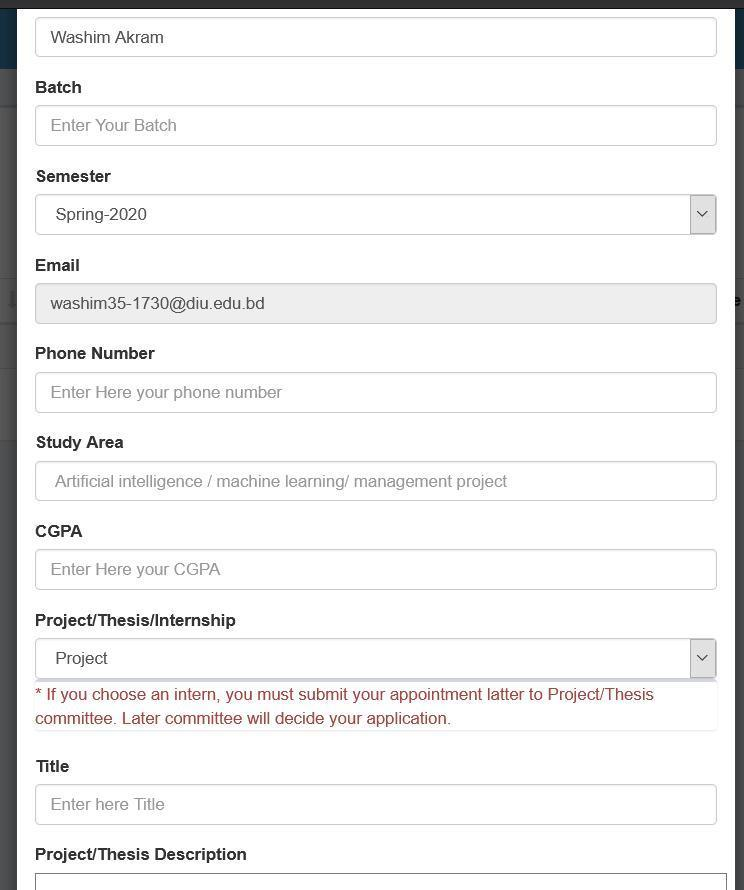 Washim Akram
Batch
Enter Your Batch
Semester
Spring-2020
Email
washim35-1730@diu.edu.bd
e
Phone Number
Enter Here your phone number
Study Area
Artificial intelligence / machine learning/ management project
CGPA
Enter Here your CGPA
Project/Thesis/Internship
Project
* If you choose an intern, you must submit your appointment latter to Project/Thesis
committee. Later committee will decide your application.
Title
Enter here Title
Project/Thesis Description